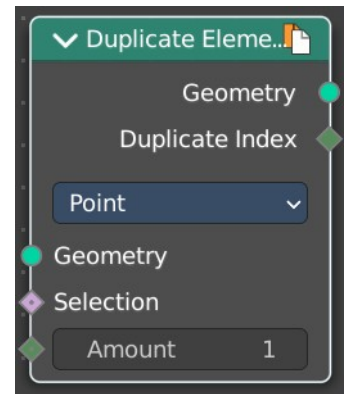 Duplicate Eleme...
Geometry
Duplicate Index
Point
Geometry
Selection
Amount 1